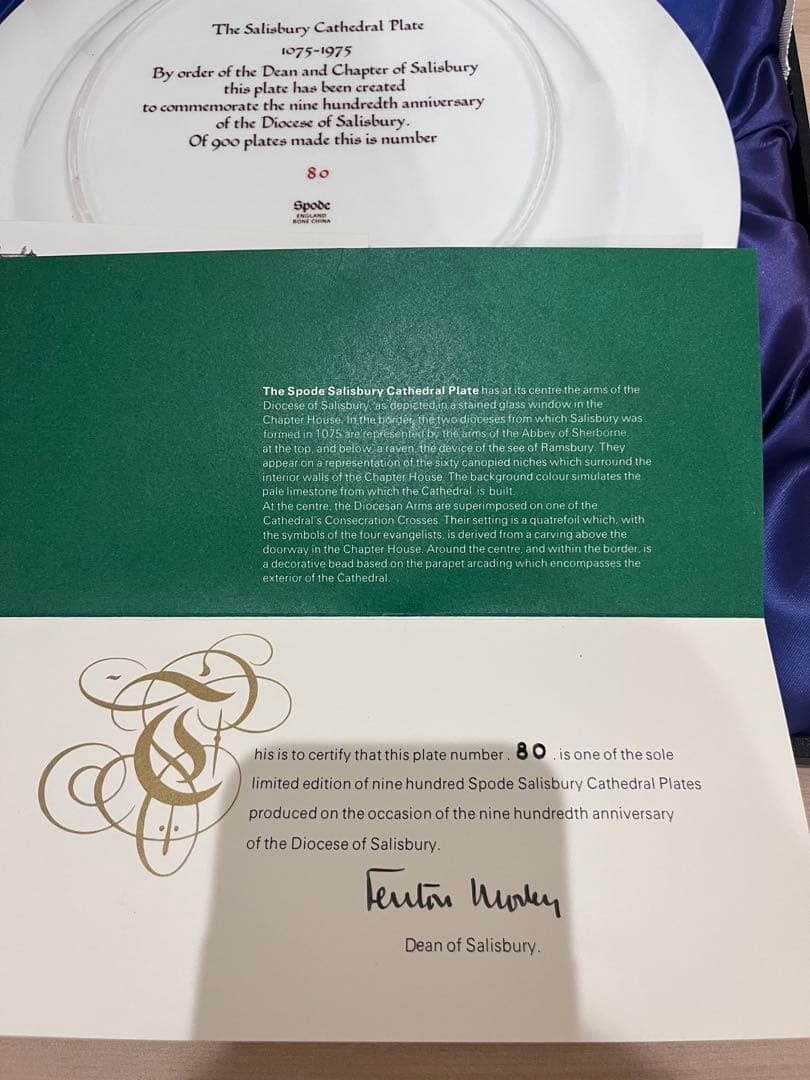 The Salisbury Cathedral Plate
1075-1975
By order of the Dean and Chapter of Salisbury
this plate has been created
to commemorate the nine hundredth anniversary
of the Diocese of Salisbury.
Of 900 plates made this is number
80
Spode
ENGLAND
BONE CHINA
The Spode Salisbury Cathedral Plate has at its centre the arms of the
Diocese of Salisbury, as depicted in a stained glass window in the
Chapter House. In the border, the two dioceses from which Salisbury was
formed in 1075 are represented by the arms of the Abbey of Sherborne,
at the top, and below, a raven, the device of the see of Ramsbury. They
appear on a representation of the sixty canopied niches which surround the
interior walls of the Chapter House. The background colour simulates the
pale limestone from which the Cathedral is built.
At the centre, the Diocesan Arms are superimposed on one of the
Cathedral's Consecration Crosses. Their setting is a quatrefoil which, with
the symbols of the four evangelists, is derived from a carving above the
doorway in the Chapter House. Around the centre, and within the border, is
a decorative bead based on the parapet arcading which encompasses the
exterior of the Cathedral.
This is to certify that this plate number . 80 . is one of the sole
limited edition of nine hundred Spode Salisbury Cathedral Plates
produced on the occasion of the nine hundredth anniversary
of the Diocese of Salisbury.
Fenton Morley
Dean of Salisbury.